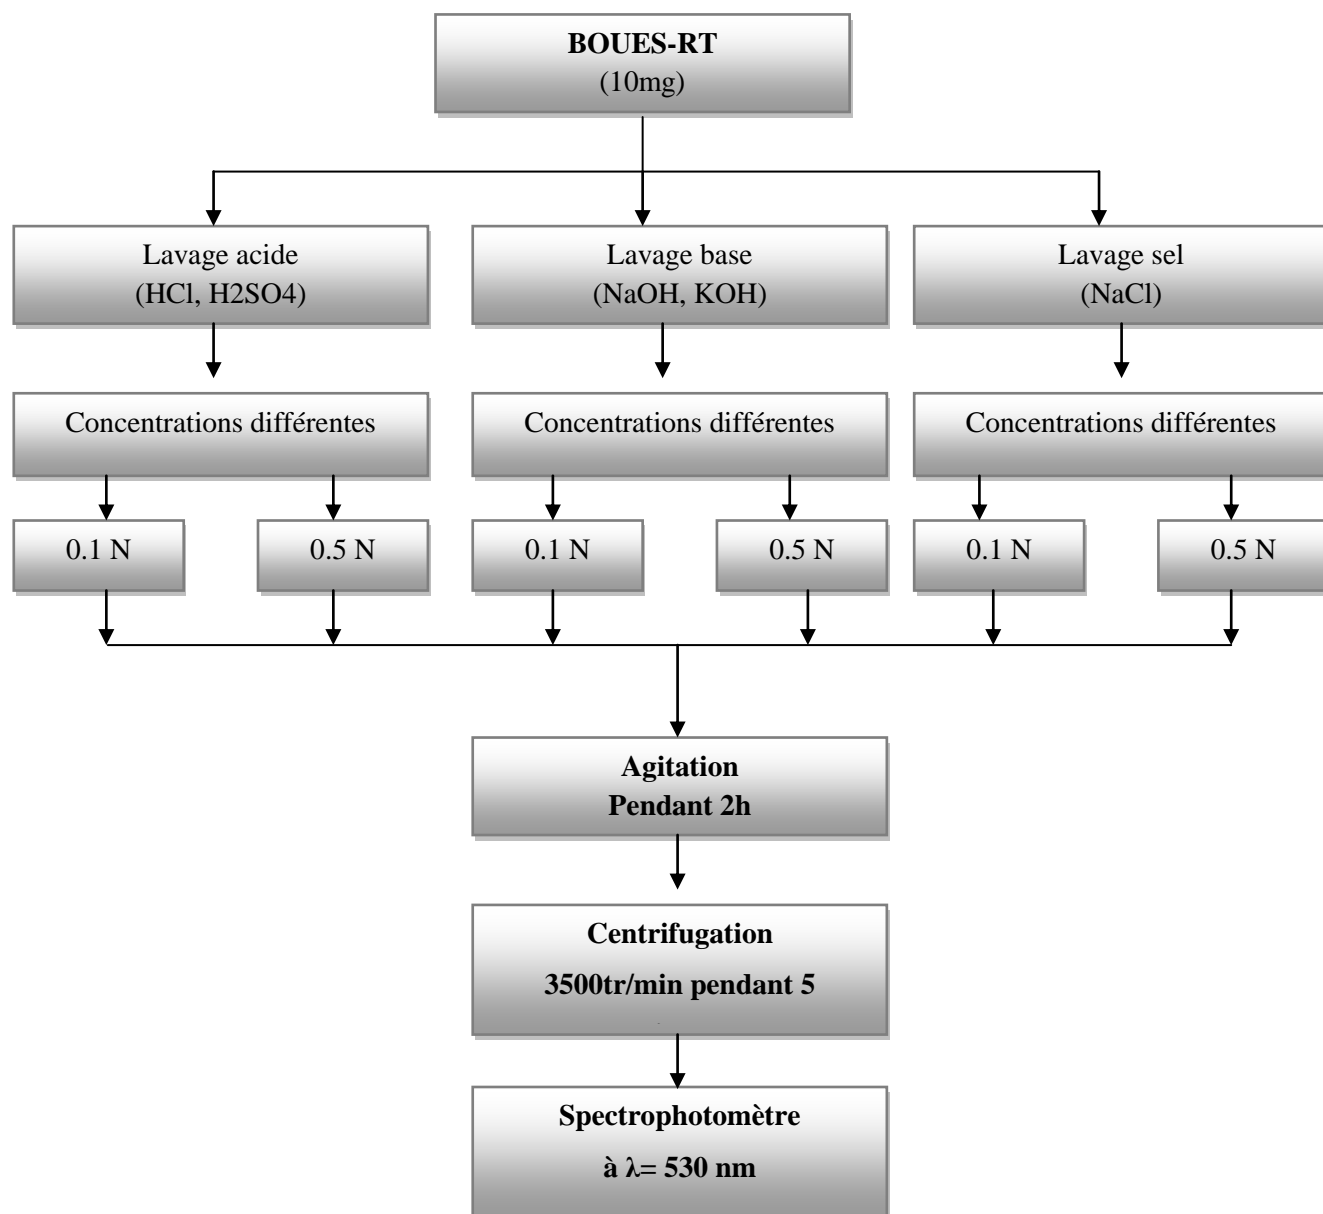 BOUES-RT
(10mg)
Lavage acide
(HCl, H2SO4)
Lavage base
(NaOH, KOH)
Lavage sel
(NaCl)
Concentrations différentes
Concentrations différentes
Concentrations différentes
0.1 N
0.5 N
0.1 N
0.5 N
0.1 N
0.5 N
Agitation
Pendant 2h
Centrifugation
3500tr/min pendant 5
Spectrophotomètre
à λ= 530 nm